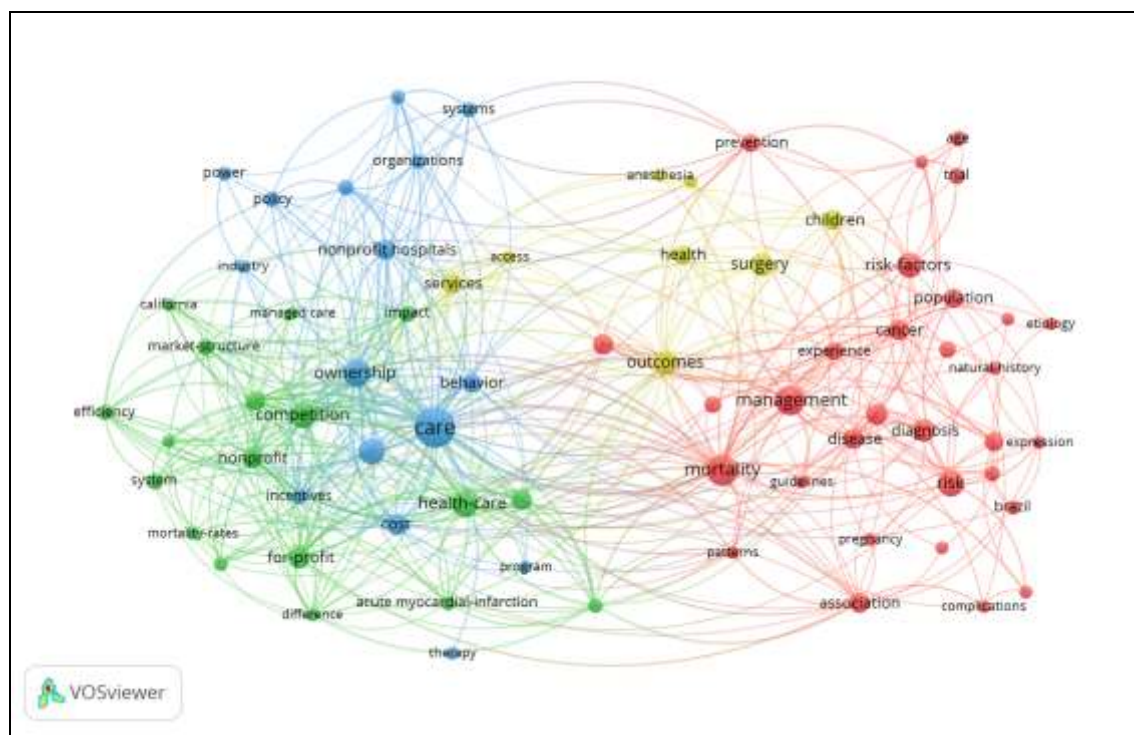 systems
prevention
age
organizations
power
anesthesia
trial
policy
children
nonprofit hospitals
access
health
surgery
risk-factors
industry
services
population
california
managed care
impact
cancer
etiology
market-structure
experience
outcomes
natural history
ownership
behavior
management
efficiency
competition
care
disease
diagnosis
expression
nonprofit
mortality
system
incentives
health-care
guidelines
risk
brazil
cost
mortality-rates
patterns
pregnancy
for-profit
program
acute myocardial-infarction
association
complications
difference
therapy
VOSviewer